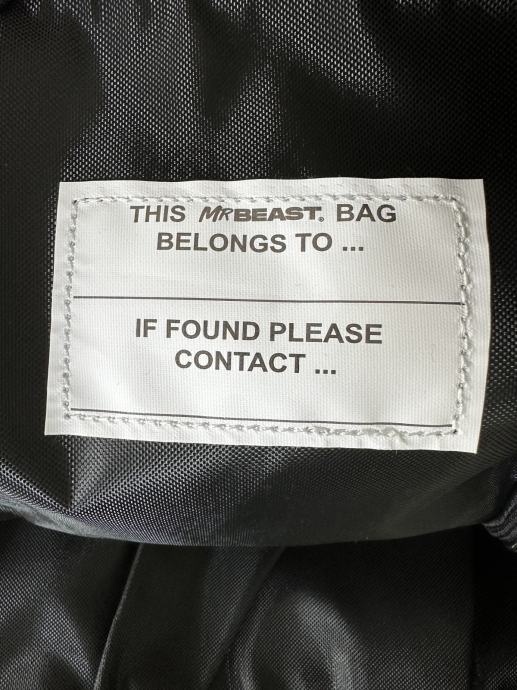 THIS MRBEAST. BAG
BELONGS TO ...
IF FOUND PLEASE
CONTACT ...